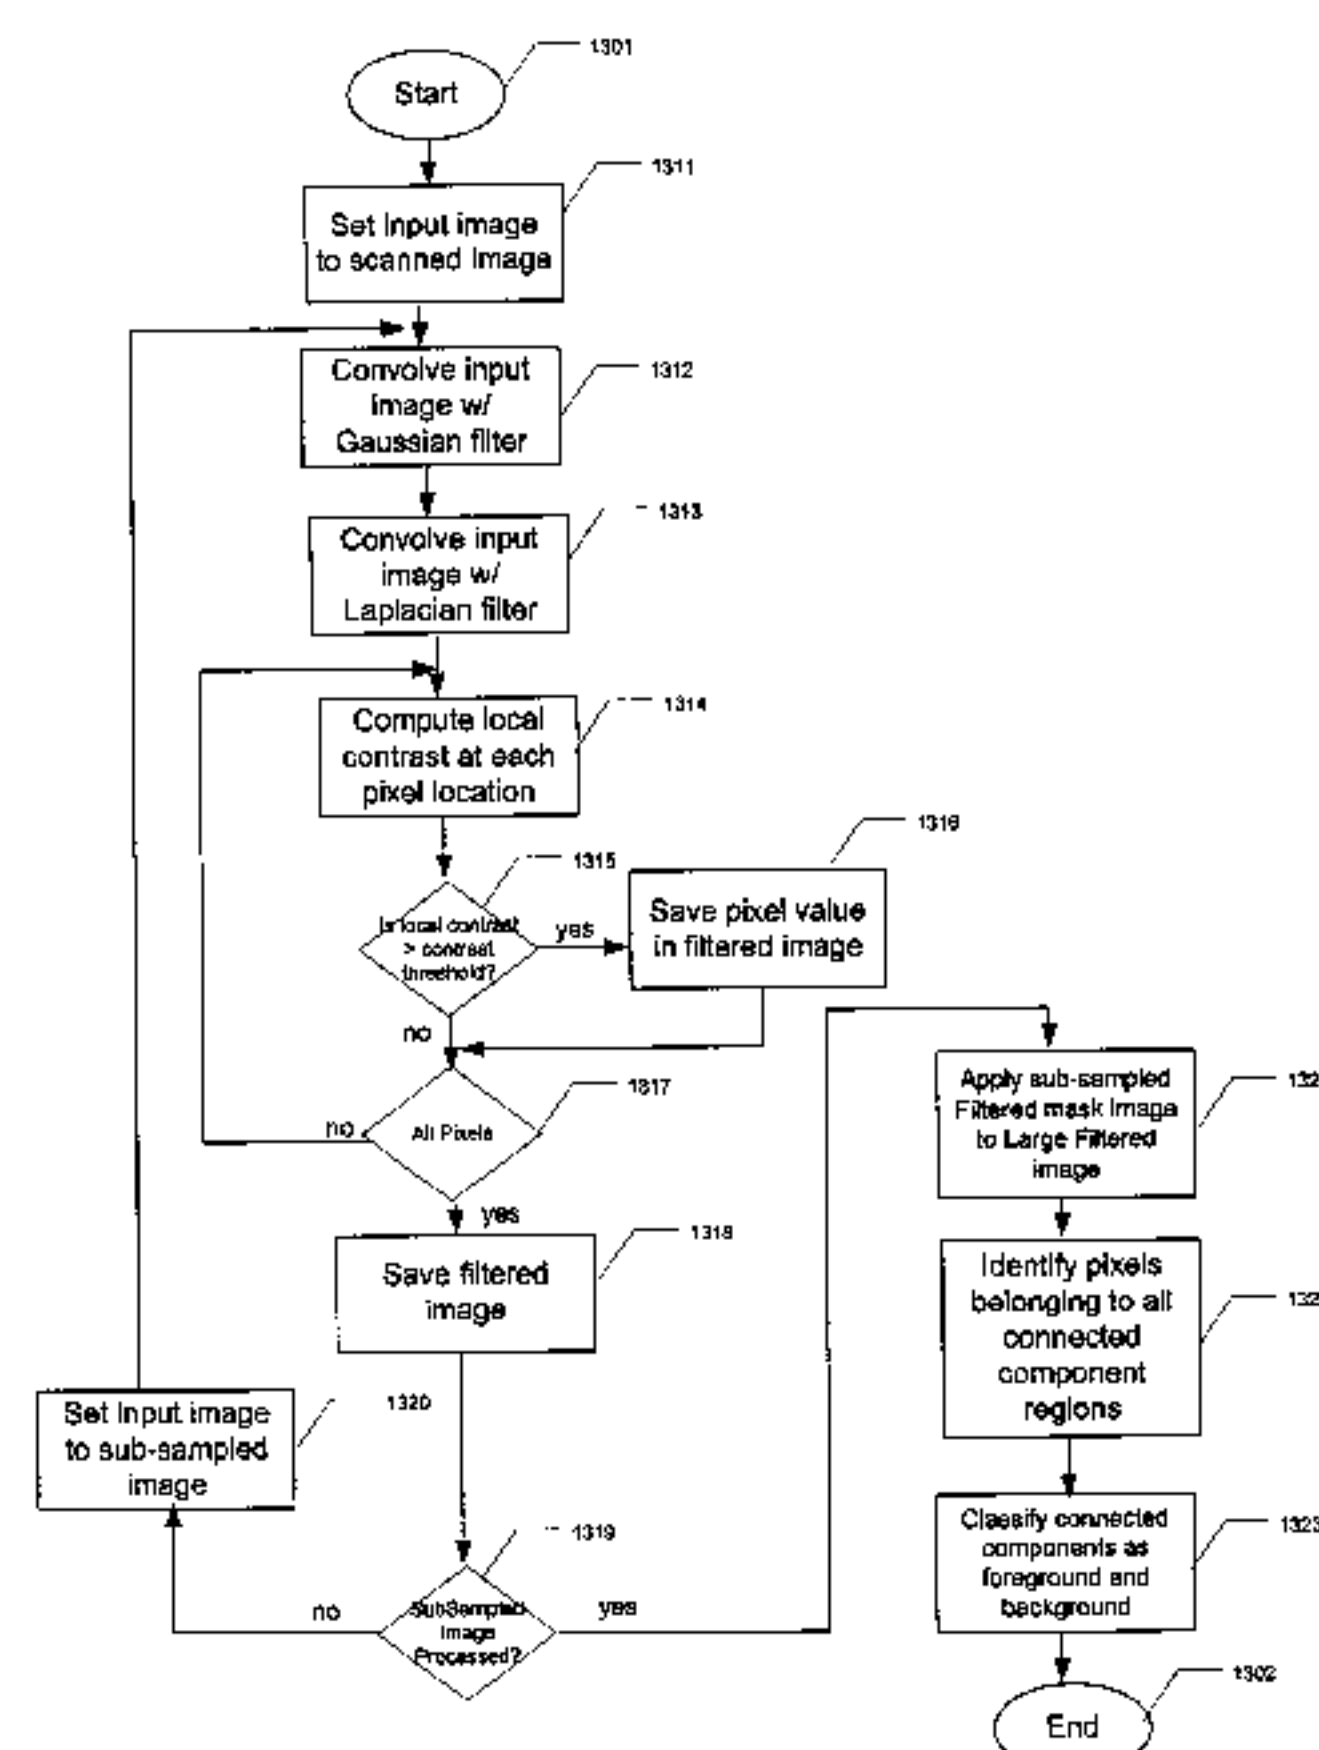 1301
Start
1311
Set Input image
to scanned Image
1312
Convolve input
image w/
Gaussian filter
1313
Convolve input
image w/
Laplacian filter
1314
Compute local
contrast at each
pixel location
1315
Is local contrast
> contrast
threshold?
yes
1316
Save pixel value
in filtered image
no
1317
All Pixels
no
yes
1318
Save filtered
image
1320
Set Input image
to sub-sampled
image
1319
SubSampled
Image
Processed?
no
yes
132
Apply sub-sampled
Filtered mask Image
to Large Filtered
image
132
Identify pixels
belonging to all
connected
component
regions
1323
Classify connected
components as
foreground and
background
1302
End